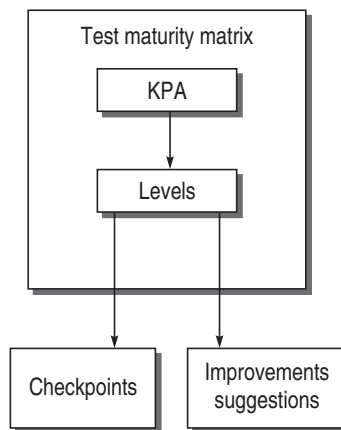 Test maturity matrix
KPA
Levels
Checkpoints
Improvements
suggestions